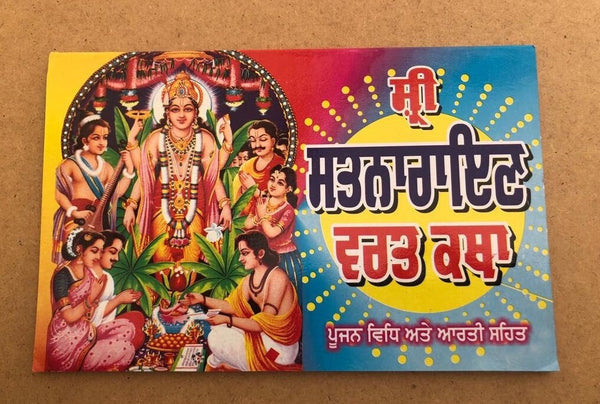 ਸ਼੍ਰੀ
ਸਤਨਾਰਾਇਣ
ਵਰਤ ਕਥਾ
ਪੂਜਨ ਵਿਧਿ ਅਤੇ ਆਰਤੀ ਸਹਿਤ